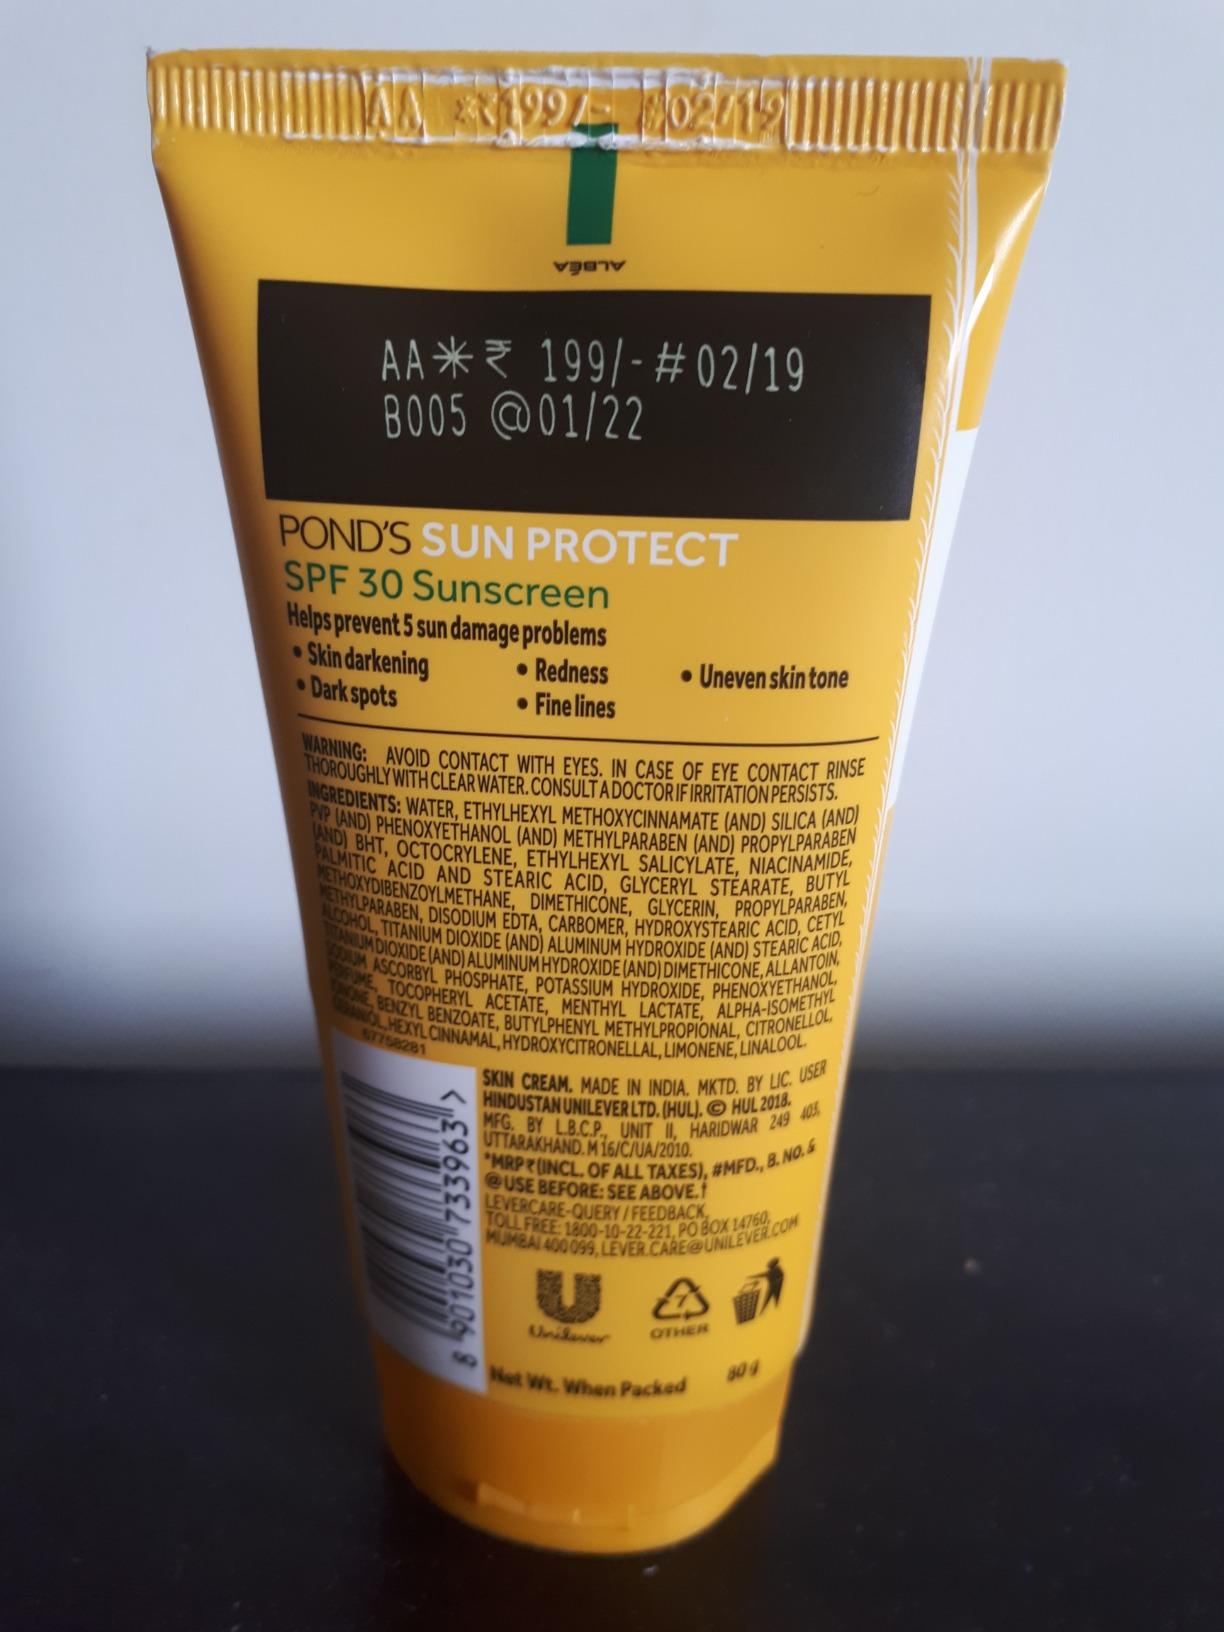 AA *₹199/- #02/19
ALBÉA
AA*₹ 199/-#02/19
B005 @01/22
POND'S SUN PROTECT
SPF 30 Sunscreen
Helps prevent 5 sun damage problems
• Skin darkening • Redness • Uneven skin tone
• Dark spots • Fine lines
WARNING: AVOID CONTACT WITH EYES. IN CASE OF EYE CONTACT RINSE
THOROUGHLY WITH CLEAR WATER. CONSULT A DOCTOR IF IRRITATION PERSISTS.
INGREDIENTS: WATER, ETHYLHEXYL METHOXYCINNAMATE (AND) SILICA (AND)
PVP (AND) PHENOXYETHANOL (AND) METHYLPARABEN (AND) PROPYLPARABEN
(AND) BHT, OCTOCRYLENE, ETHYLHEXYL SALICYLATE, NIACINAMIDE,
PALMITIC ACID AND STEARIC ACID, GLYCERYL STEARATE, BUTYL
METHOXYDIBENZOYLMETHANE, DIMETHICONE, GLYCERIN, PROPYLPARABEN,
METHYLPARABEN, DISODIUM EDTA, CARBOMER, HYDROXYSTEARIC ACID, CETYL
ALCOHOL, TITANIUM DIOXIDE (AND) ALUMINUM HYDROXIDE (AND) STEARIC ACID,
TITANIUM DIOXIDE (AND) ALUMINUM HYDROXIDE (AND) DIMETHICONE, ALLANTOIN,
SODIUM ASCORBYL PHOSPHATE, POTASSIUM HYDROXIDE, PHENOXYETHANOL,
PERFUME, TOCOPHERYL ACETATE, MENTHYL LACTATE, ALPHA-ISOMETHYL
IONONE, BENZYL BENZOATE, BUTYLPHENYL METHYLPROPIONAL, CITRONELLOL,
GERANIOL, HEXYL CINNAMAL, HYDROXYCITRONELLAL, LIMONENE, LINALOOL.
67758281
8 901030 733963 >
SKIN CREAM. MADE IN INDIA. MKTD. BY LIC. USER
HINDUSTAN UNILEVER LTD. (HUL). © HUL 2018.
MFG. BY L.B.C.P., UNIT II, HARIDWAR 249 403,
UTTARAKHAND. M 16/C/UA/2010.
*MRP ₹ (INCL. OF ALL TAXES), #MFD., B. NO. &
@ USE BEFORE: SEE ABOVE.†
LEVERCARE-QUERY / FEEDBACK,
TOLL FREE: 1800-10-22-221, PO BOX 14760,
MUMBAI 400 099, LEVER.CARE@UNILEVER.COM
Unilever
7
OTHER
Net Wt. When Packed 80 g